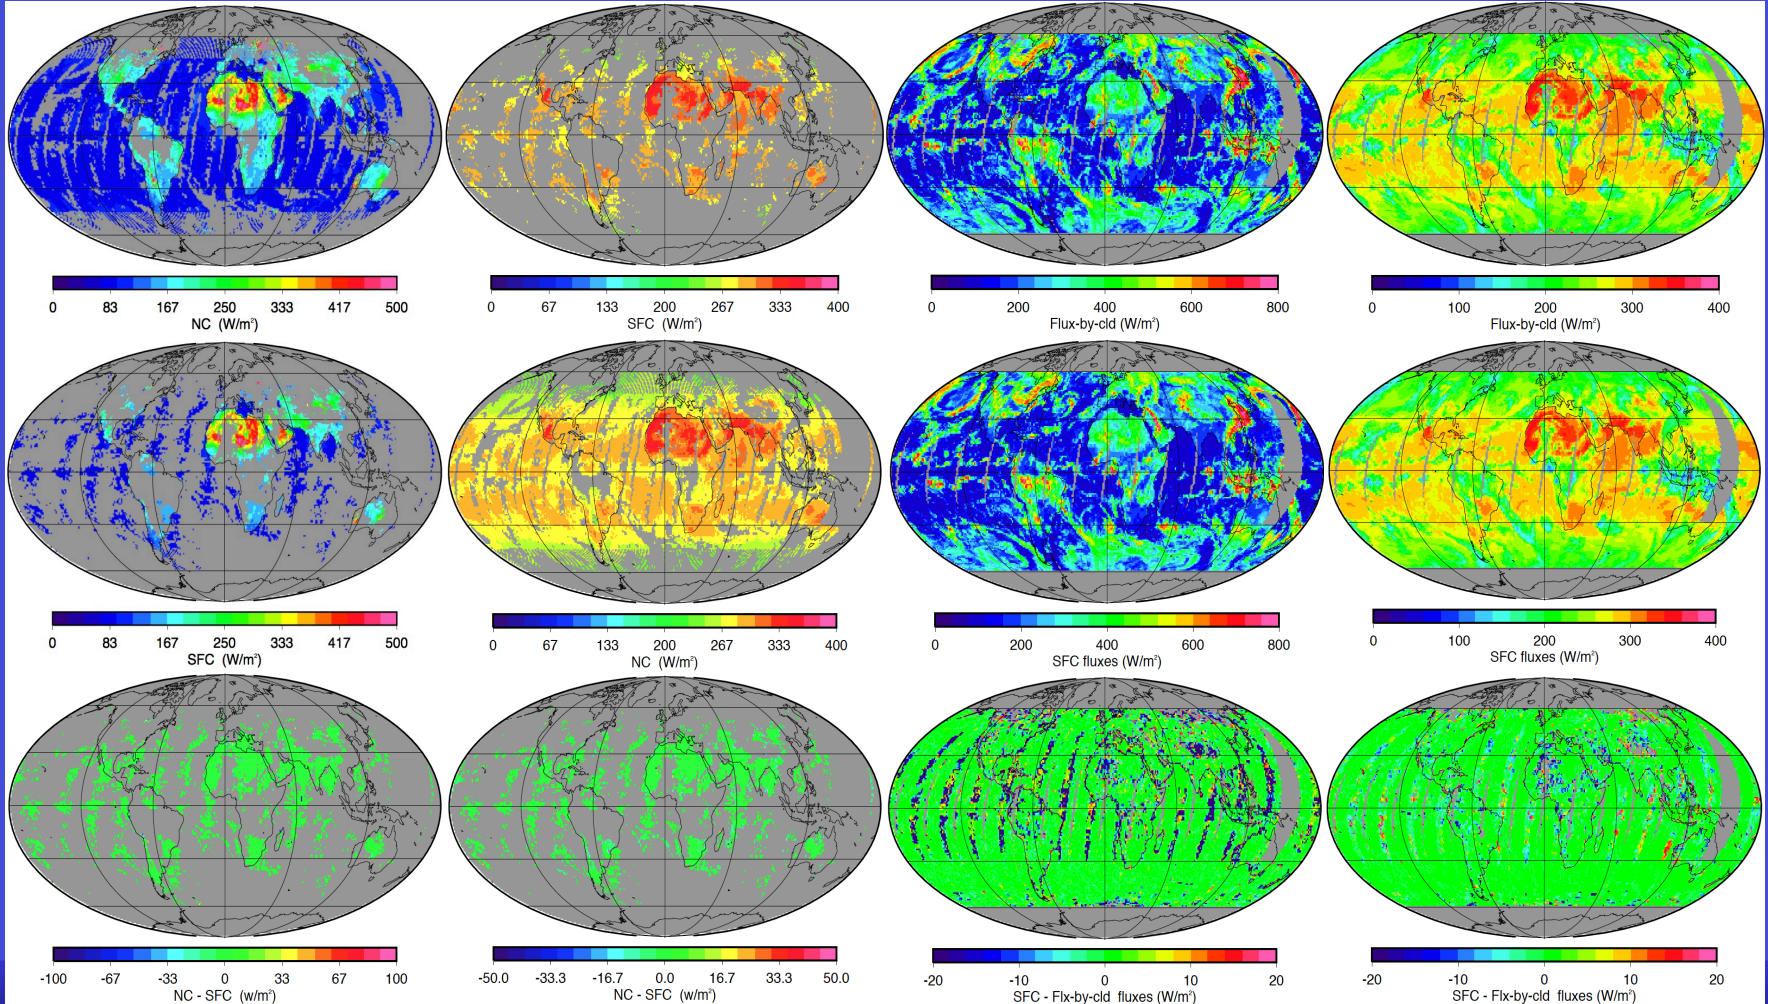 0 83 167 250 333 417 500
NC (W/m²)
0 67 133 200 267 333 400
SFC (W/m²)
0 200 400 600 800
Flux-by-cld (W/m²)
0 100 200 300 400
Flux-by-cld (W/m²)
0 83 167 250 333 417 500
SFC (W/m²)
0 67 133 200 267 333 400
NC (W/m²)
0 200 400 600 800
SFC fluxes (W/m²)
0 100 200 300 400
SFC fluxes (W/m²)
-100 -67 -33 0 33 67 100
NC - SFC (w/m²)
-50.0 -33.3 -16.7 0.0 16.7 33.3 50.0
NC - SFC (w/m²)
-20 -10 0 10 20
SFC - Flx-by-cld fluxes (W/m²)
-20 -10 0 10 20
SFC - Flx-by-cld fluxes (W/m²)